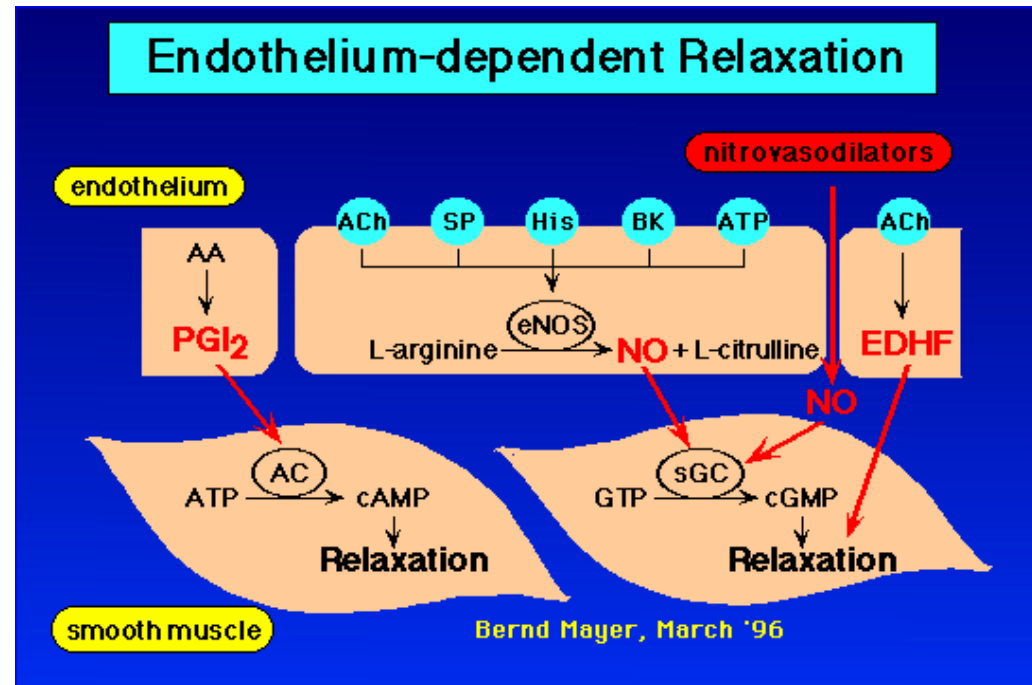 Endothelium-dependent Relaxation
nitrovasodilators
endothelium
ACh SP His BK ATP ACh
AA
eNOS
PGI₂
L-arginine NO + L-citrulline EDHF
NO
AC sGC
ATP cAMP GTP cGMP
Relaxation Relaxation
smooth muscle
Bernd Mayer, March '96